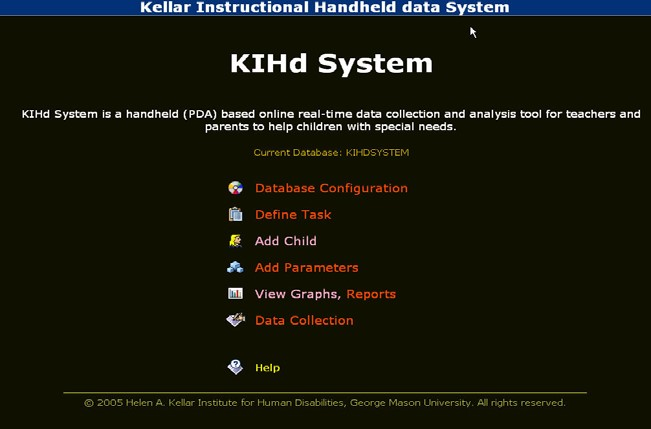 Kellar Instructional Handheld data System
KIHd System
KIHd System is a handheld (PDA) based online real-time data collection and analysis tool for teachers and
parents to help children with special needs.
Current Database: KIHDSYSTEM
Database Configuration
Define Task
Add Child
Add Parameters
View Graphs, Reports
Data Collection
Help
© 2005 Helen A. Kellar Institute for Human Disabilities, George Mason University. All rights reserved.